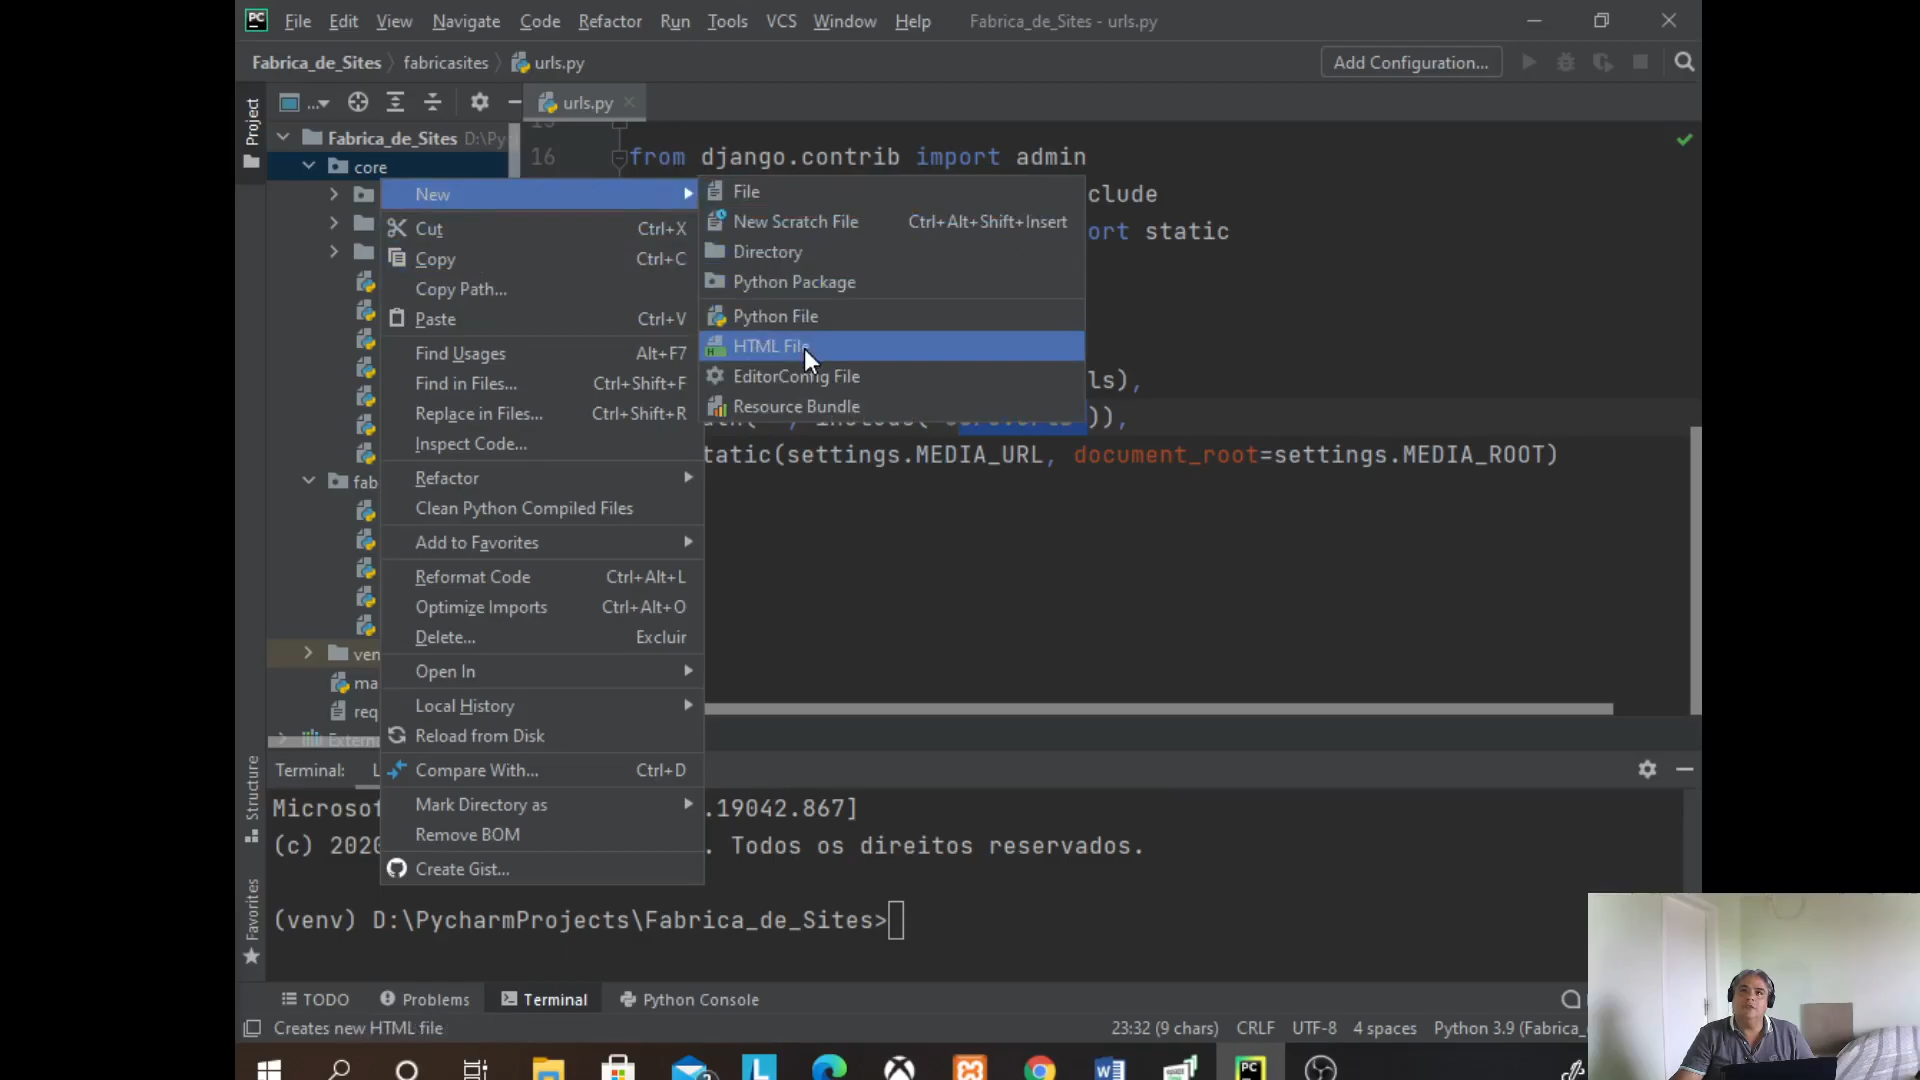 PC File Edit View Navigate Code Refactor Run Tools VCS Window Help Fabrica_de_Sites - urls.py
Fabrica_de_Sites fabricasites urls.py Add Configuration...
Project
... urls.py
Fabrica_de_Sites D:\Py
core
16 from django.contrib import admin
clude
ort static
ls),
)),
tatic(settings.MEDIA_URL, document_root=settings.MEDIA_ROOT)
fab
ven
ma
req
Extern
New
Cut Ctrl+X
Copy Ctrl+C
Copy Path...
Paste Ctrl+V
Find Usages Alt+F7
Find in Files... Ctrl+Shift+F
Replace in Files... Ctrl+Shift+R
Inspect Code...
Refactor
Clean Python Compiled Files
Add to Favorites
Reformat Code Ctrl+Alt+L
Optimize Imports Ctrl+Alt+O
Delete... Excluir
Open In
Local History
Reload from Disk
Compare With... Ctrl+D
Mark Directory as
Remove BOM
Create Gist...
File
New Scratch File Ctrl+Alt+Shift+Insert
Directory
Python Package
Python File
HTML File
EditorConfig File
Resource Bundle
Structure
Favorites
Terminal: L
Microsof .19042.867]
(c) 2020 . Todos os direitos reservados.
(venv) D:\PycharmProjects\Fabrica_de_Sites>
TODO Problems Terminal Python Console
Creates new HTML file 23:32 (9 chars) CRLF UTF-8 4 spaces Python 3.9 (Fabrica_